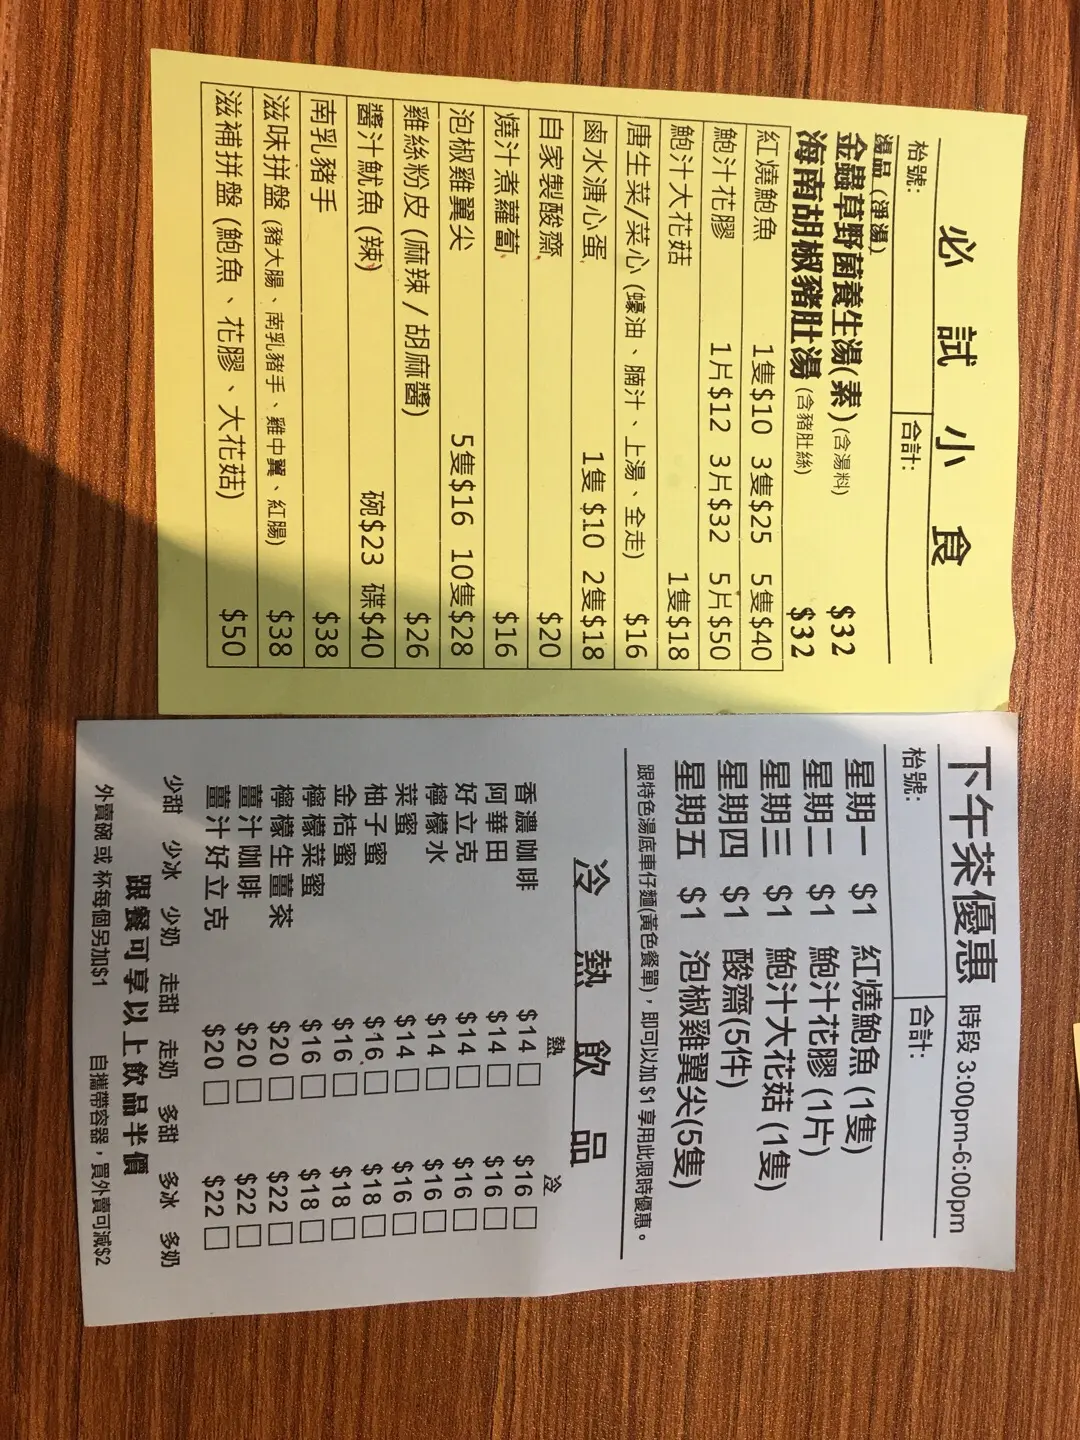 必試小食
枱號:
合計:
湯品(淨湯)
金蟲草野菌養生湯(素)(含湯料) $32
海南胡椒豬肚湯(含豬肚絲) $32
紅燒鮑魚 1隻$10 3隻$25 5隻$40
鮑汁花膠 1片$12 3片$32 5片$50
鮑汁大花菇 1隻$18
唐生菜/菜心(蠔油、腩汁、上湯、全走) $16
鹵水溏心蛋 1隻 $10 2隻$18
自家製酸齋 $20
燒汁煮蘿蔔 $16
泡椒雞翼尖 5隻$16 10隻$28
雞絲粉皮(麻辣/胡麻醬) $26
醬汁魷魚(辣) 碗$23 碟$40
南乳豬手 $38
滋味拼盤(豬大腸、南乳豬手、雞中翼、紅腸) $38
滋補拼盤(鮑魚、花膠、大花菇) $50
下午茶優惠 時段 3:00pm-6:00pm
枱號:
合計:
星期一 $1 紅燒鮑魚(1隻)
星期二 $1 鮑汁花膠(1片)
星期三 $1 鮑汁大花菇(1隻)
星期四 $1 酸齋(5件)
星期五 $1 泡椒雞翼尖(5隻)
跟特色湯底車仔麵(黃色餐單)，即可以加 $1 享用此限時優惠。
冷熱飲品
熱 冷
香濃咖啡 $14 $16
阿華田 $14 $16
好立克 $14 $16
檸檬水 $14 $16
菜蜜 $14 $16
柚子蜜 $16 $18
金桔蜜 $16 $18
檸檬菜蜜 $16 $18
檸檬生薑茶 $20 $22
薑汁咖啡 $20 $22
薑汁好立克 $20 $22
少甜 少冰 少奶 走甜 走奶 多甜 多冰 多奶
跟餐可享以上飲品半價
外賣碗 或 杯每個另加$1 自攜帶容器，買外賣可減$2